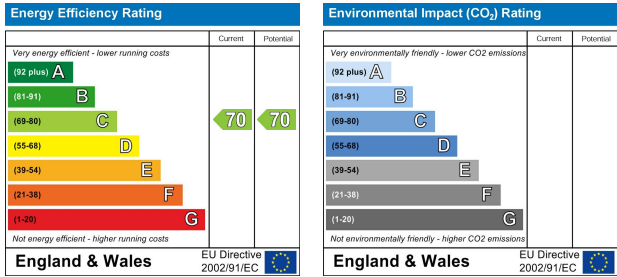 Energy Efficiency Rating
Current Potential
Very energy efficient - lower running costs
(92 plus) A
(81-91) B
(69-80) C 70 70
(55-68) D
(39-54) E
(21-38) F
(1-20) G
Not energy efficient - higher running costs
England & Wales
EU Directive
2002/91/EC
Environmental Impact (CO₂) Rating
Current Potential
Very environmentally friendly - lower CO2 emissions
(92 plus) A
(81-91) B
(69-80) C
(55-68) D
(39-54) E
(21-38) F
(1-20) G
Not environmentally friendly - higher CO2 emissions
England & Wales
EU Directive
2002/91/EC